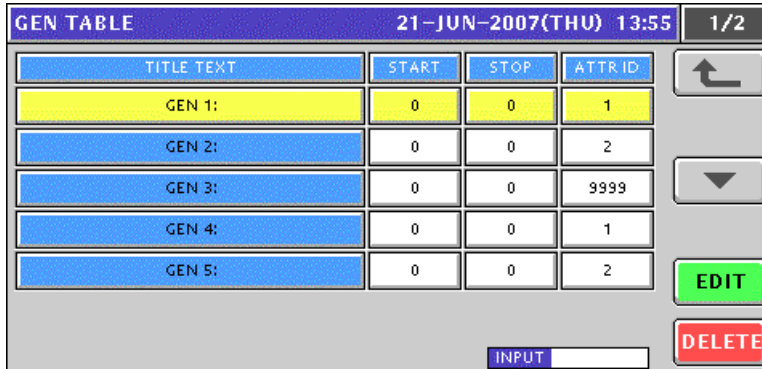 GEN TABLE 21-JUN-2007(THU) 13:55 1/2
TITLE TEXT START STOP ATTR ID
GEN 1: 0 0 1
GEN 2: 0 0 2
GEN 3: 0 0 9999
GEN 4: 0 0 1
GEN 5: 0 0 2
EDIT
DELETE
INPUT